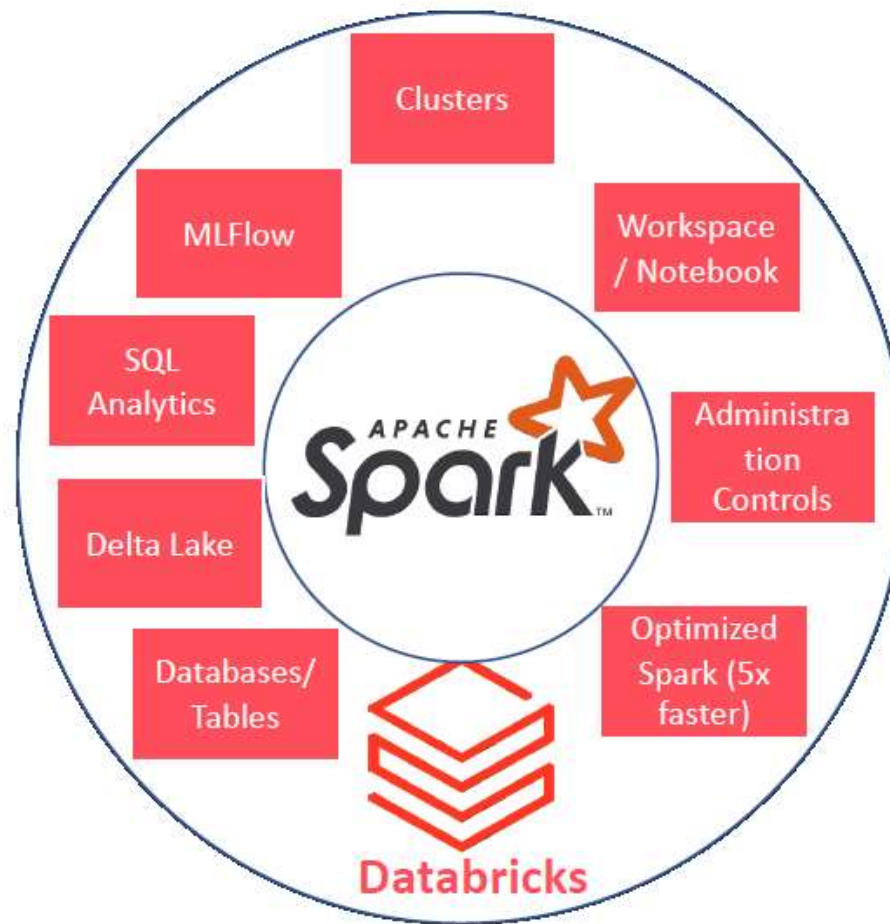 Clusters
MLFlow
Workspace
/ Notebook
SQL
Analytics
APACHE
Spark
TM
Administra
tion
Controls
Delta Lake
Optimized
Spark (5x
faster)
Databases/
Tables
Databricks